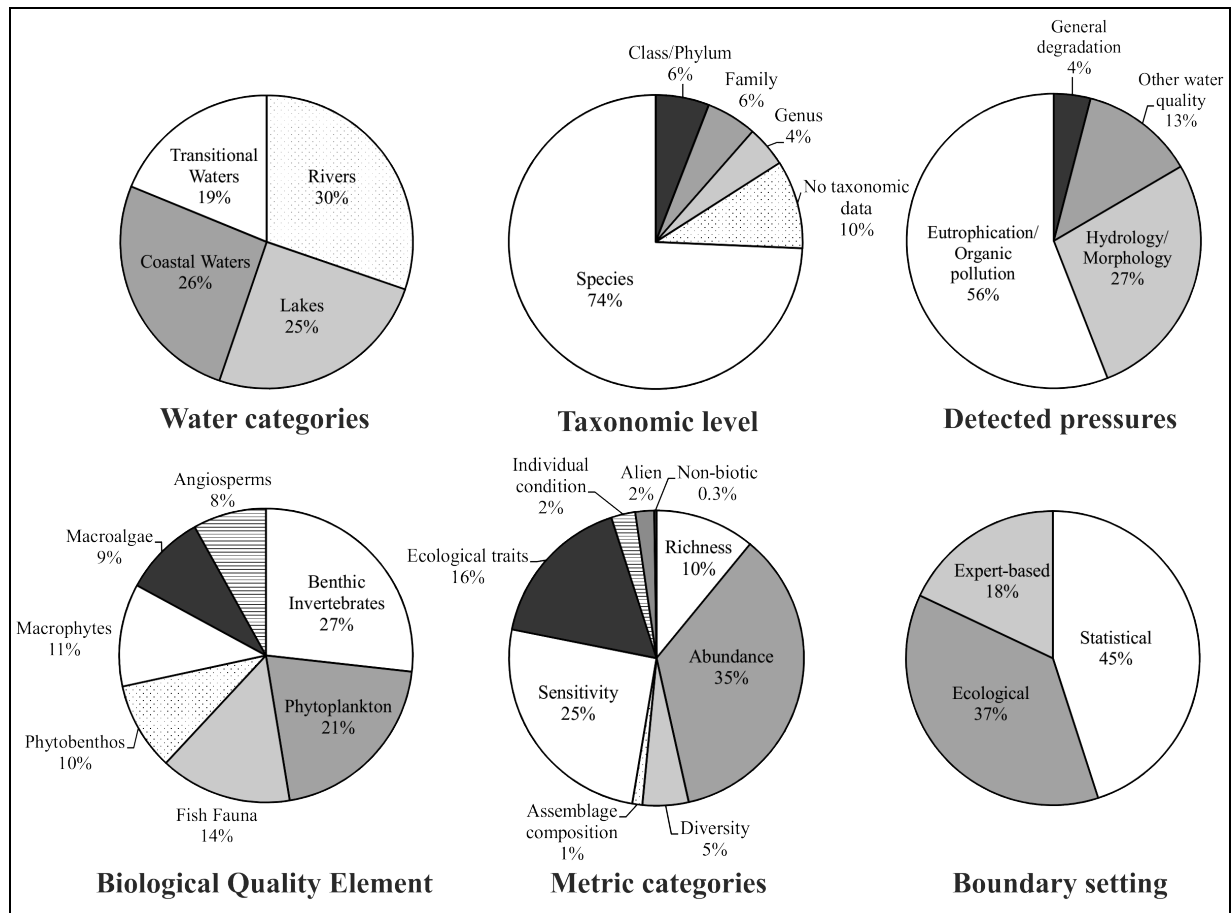 Transitional
Waters
19%
Rivers
30%
Coastal Waters
26%
Lakes
25%
Water categories
Class/Phylum
6%
Family
6%
Genus
4%
No taxonomic
data
10%
Species
74%
Taxonomic level
General
degradation
4%
Other water
quality
13%
Eutrophication/
Organic
pollution
56%
Hydrology/
Morphology
27%
Detected pressures
Angiosperms
8%
Macroalgae
9%
Benthic
Invertebrates
27%
Macrophytes
11%
Phytoplankton
21%
Phytobenthos
10%
Fish Fauna
14%
Biological Quality Element
Individual
condition
2%
Alien
2%
Non-biotic
0.3%
Ecological traits
16%
Richness
10%
Abundance
35%
Sensitivity
25%
Assemblage
composition
1%
Diversity
5%
Metric categories
Expert-based
18%
Statistical
45%
Ecological
37%
Boundary setting